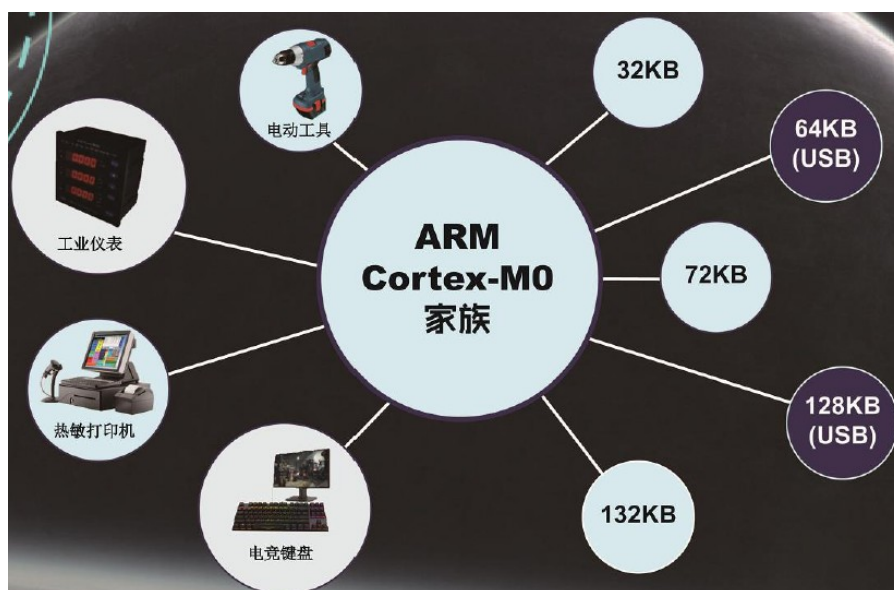 电动工具
32KB
64KB
(USB)
工业仪表
ARM
Cortex-M0
家族
72KB
热敏打印机
128KB
(USB)
132KB
电竞键盘